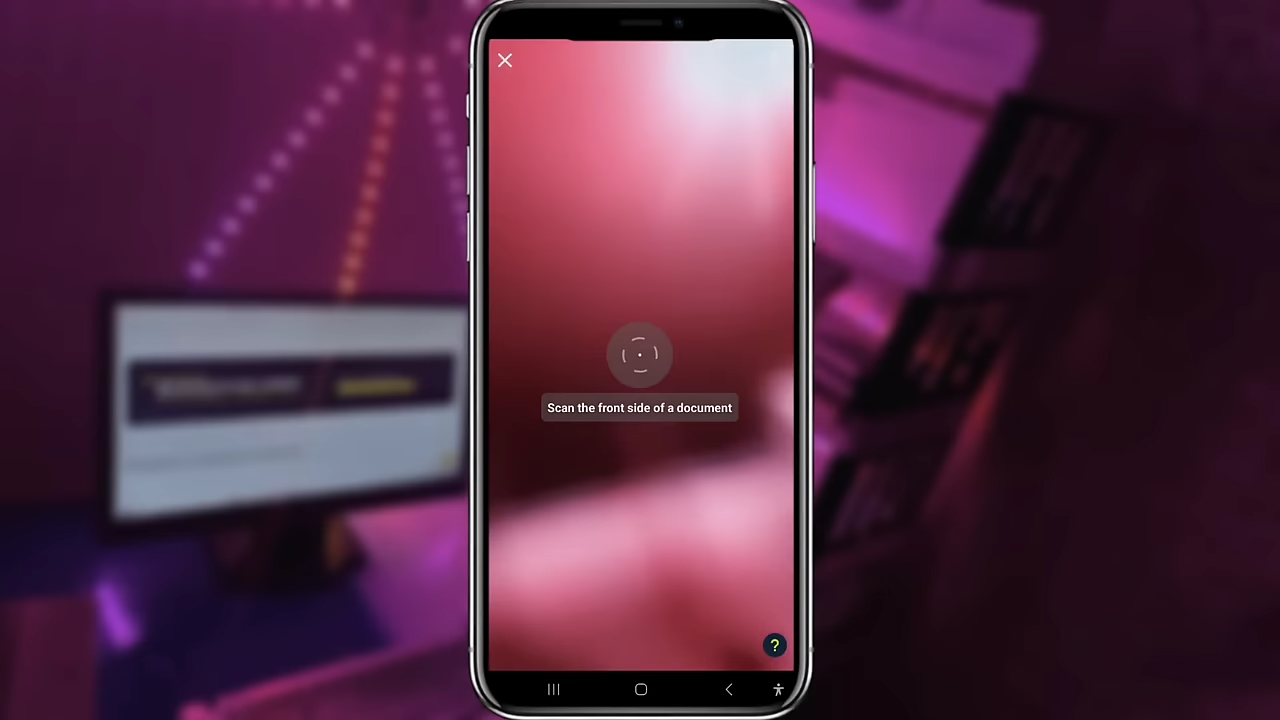 Scan the front side of a document
?